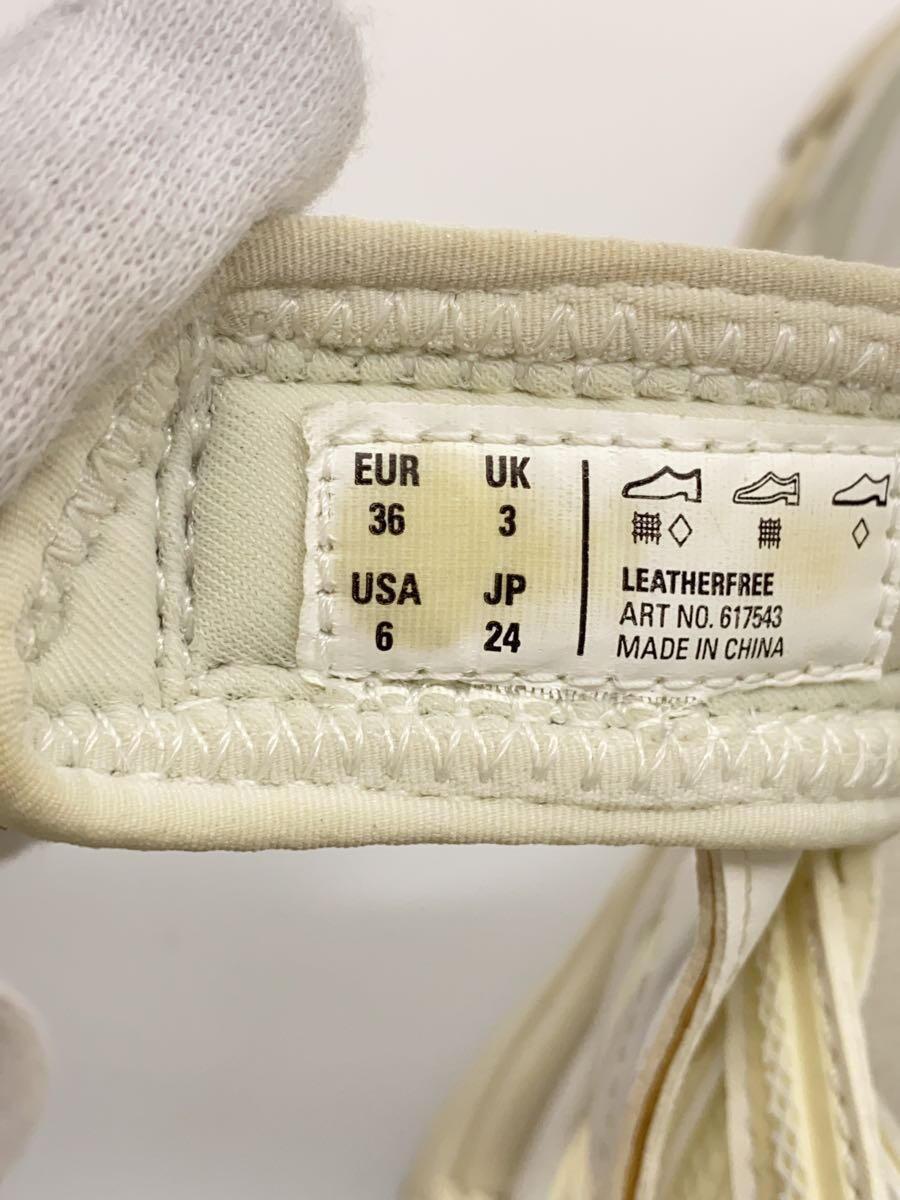 EUR UK
36 3
USA JP
6 24
LEATHERFREE
ART NO. 617543
MADE IN CHINA